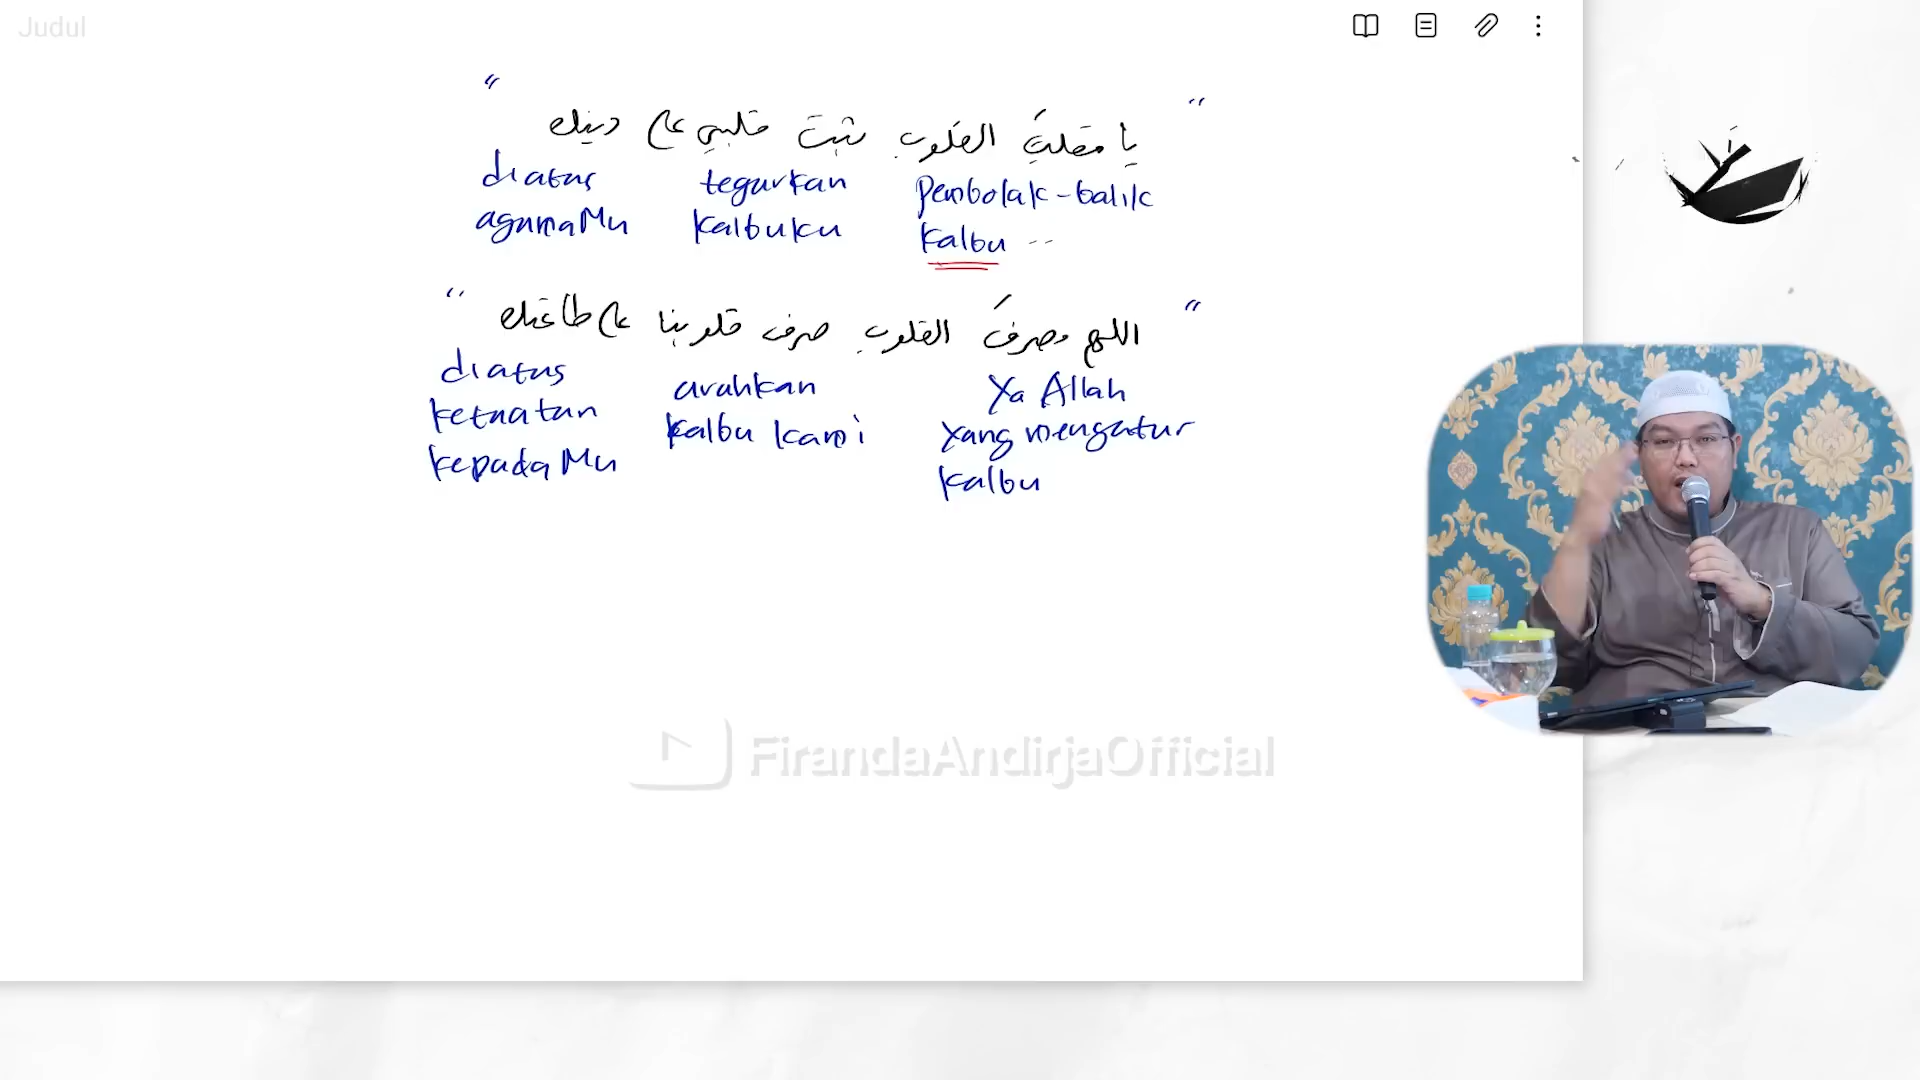 Judul
" يا مقلبَ القلوب ثبت قلبي على دينك "
diatas teguhkan Pembolak-balik
agamaMu kalbuku kalbu --
" اللهم مصرفَ القلوب صرف قلوبنا على طاعتك "
diatas arahkan Ya Allah
ketaatan kalbu kami yang mengatur
kepadaMu kalbu
FirandaAndirjaOfficial